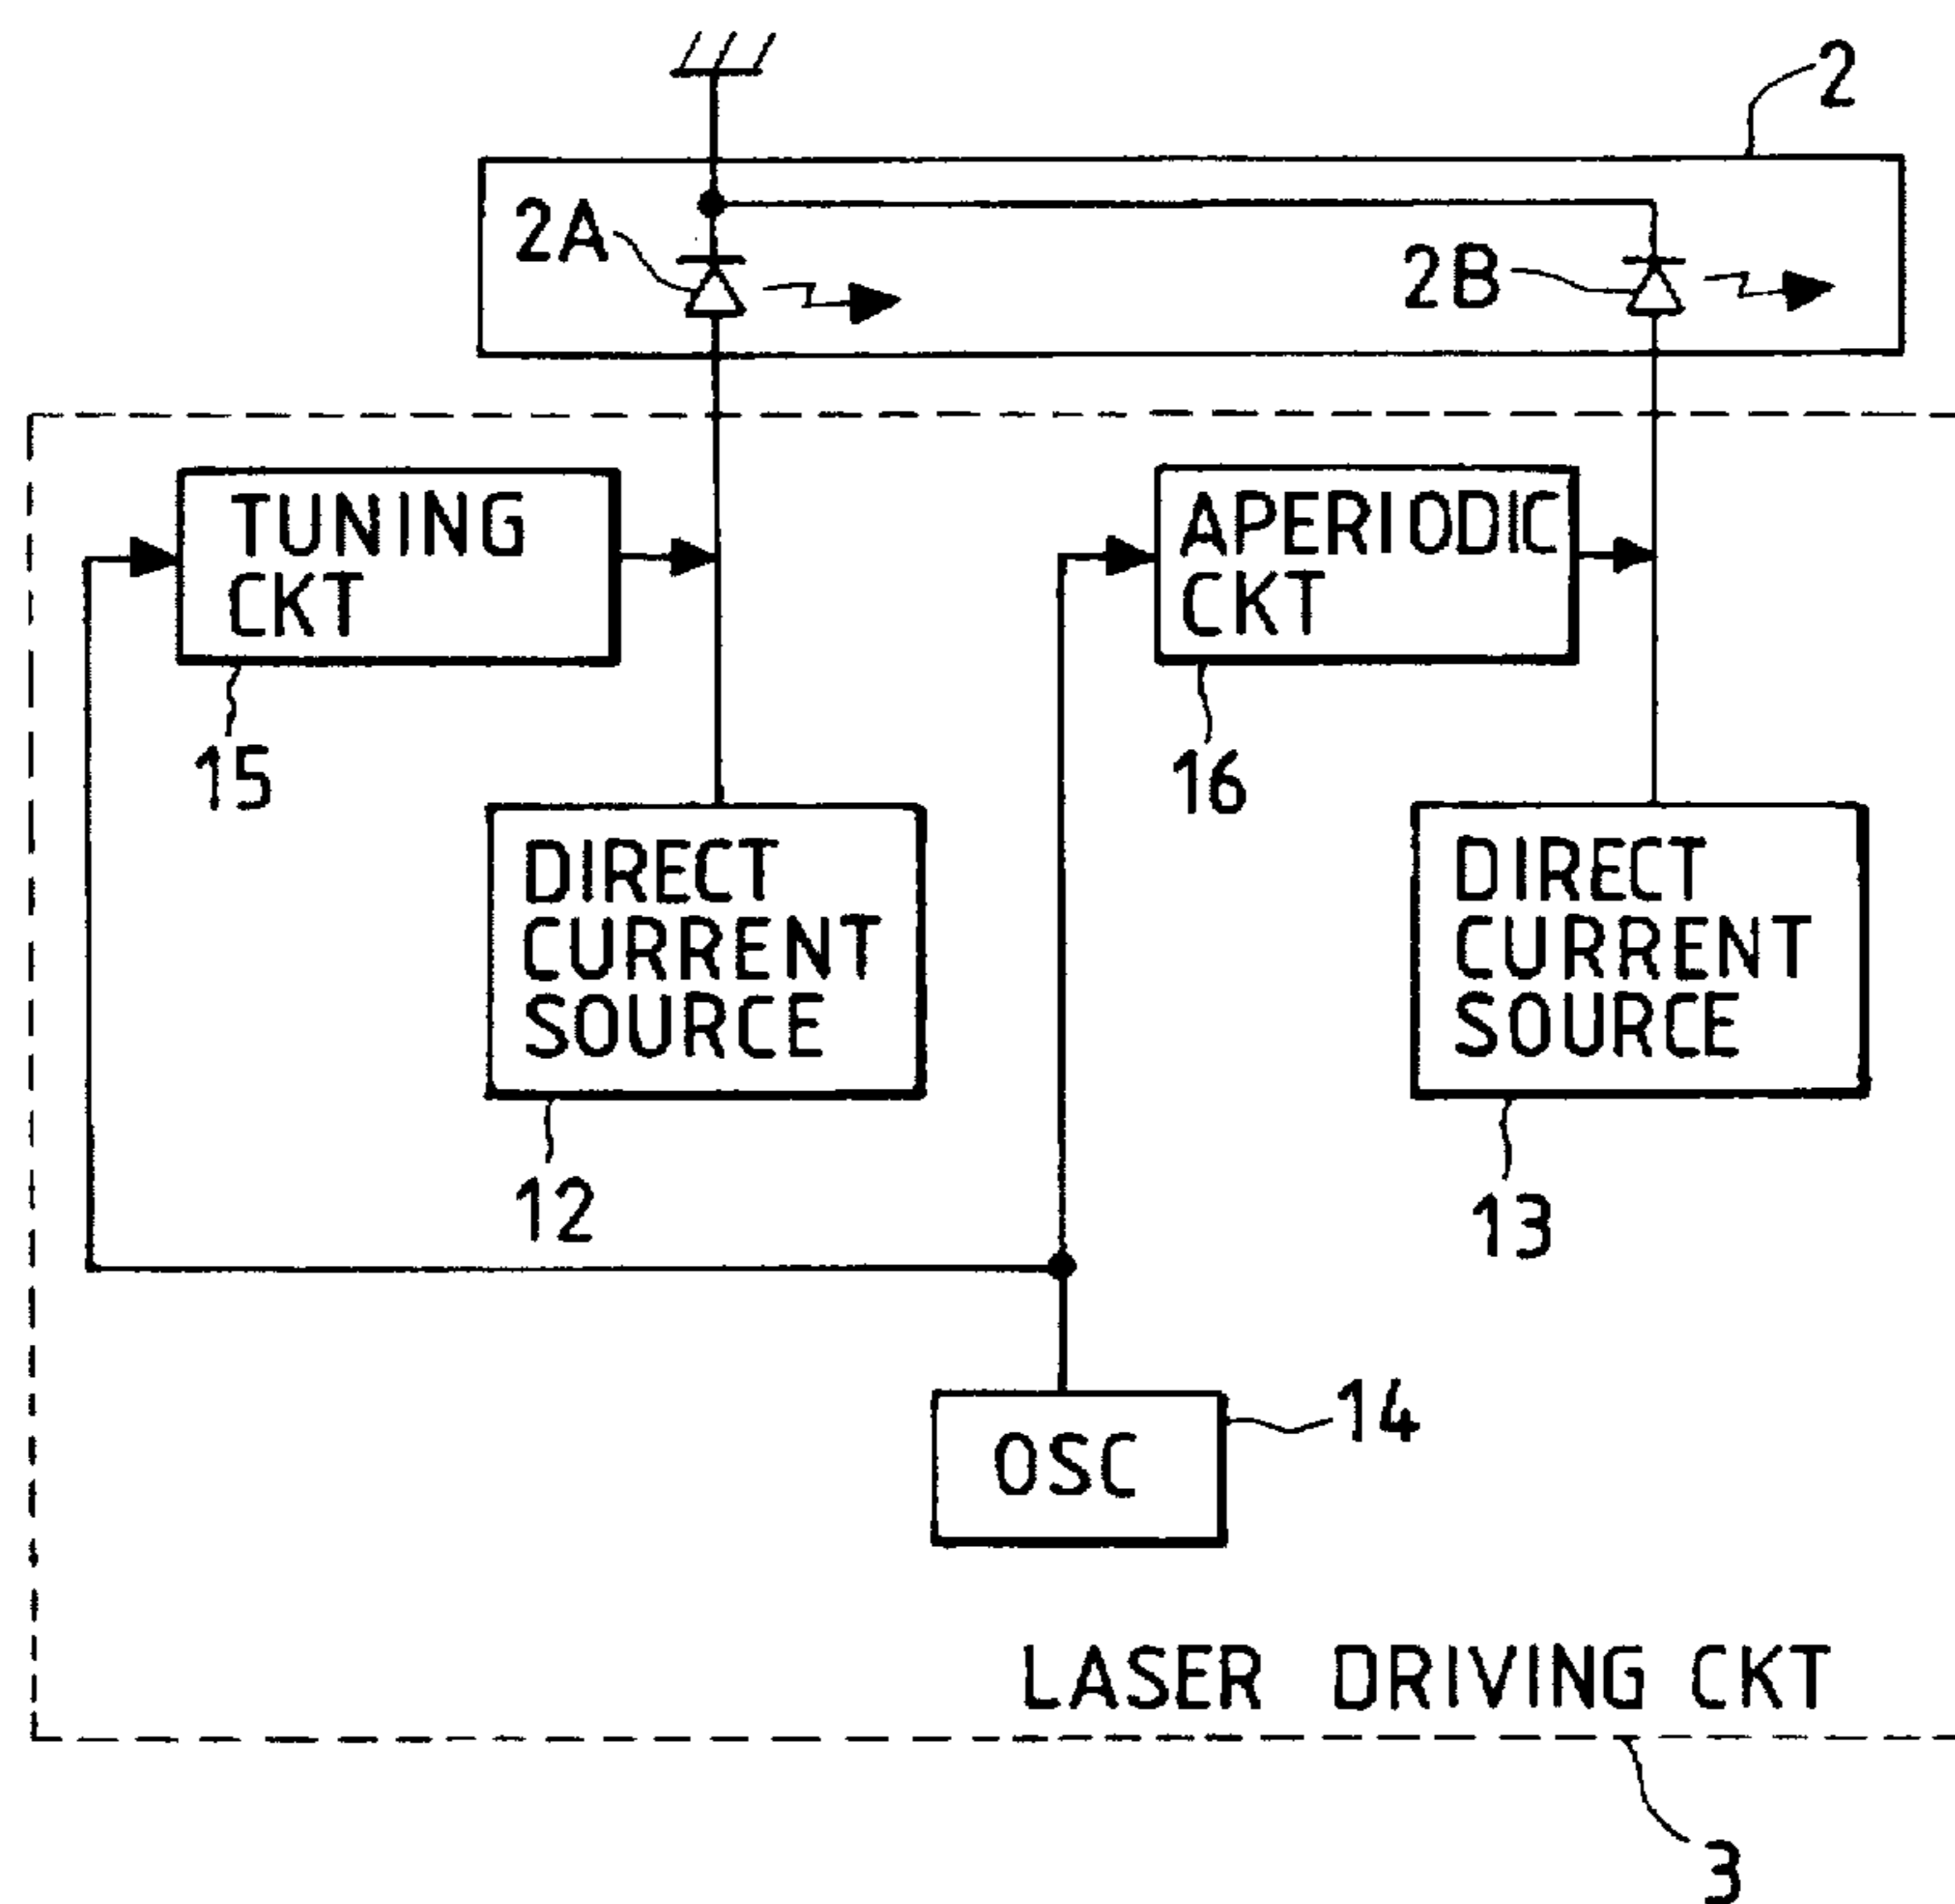 2
2A
2B
TUNING
CKT
APERIODIC
CKT
15
16
DIRECT
CURRENT
SOURCE
DIRECT
CURRENT
SOURCE
12
13
14
OSC
LASER DRIVING CKT
3